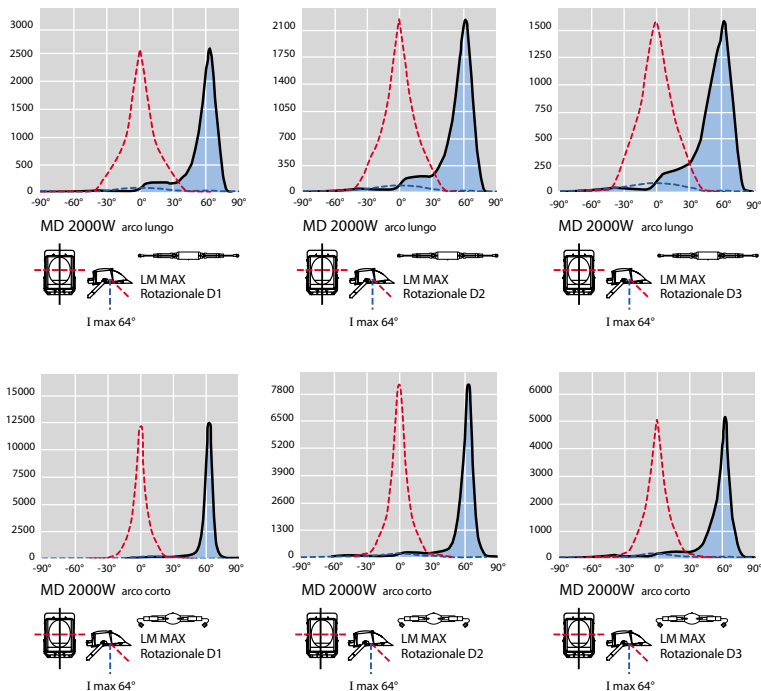 3000
2500
2000
1500
1000
500
0
-90° -60° -30° 0° 30° 60° 90°
MD 2000W arco lungo
LM MAX
Rotazionale D1
I max 64°
2100
1750
1400
1050
700
350
0
-90° -60° -30° 0° 30° 60° 90°
MD 2000W arco lungo
LM MAX
Rotazionale D2
I max 64°
1500
1250
1000
750
500
250
0
-90° -60° -30° 0° 30° 60° 90°
MD 2000W arco lungo
LM MAX
Rotazionale D3
I max 64°
15000
12500
10000
7500
5000
2500
0
-90° -60° -30° 0° 30° 60° 90°
MD 2000W arco corto
LM MAX
Rotazionale D1
I max 64°
7800
6500
5200
3900
2600
1300
0
-90° -60° -30° 0° 30° 60° 90°
MD 2000W arco corto
LM MAX
Rotazionale D2
I max 64°
6000
5000
4000
3000
2000
1000
0
-90° -60° -30° 0° 30° 60° 90°
MD 2000W arco corto
LM MAX
Rotazionale D3
I max 64°